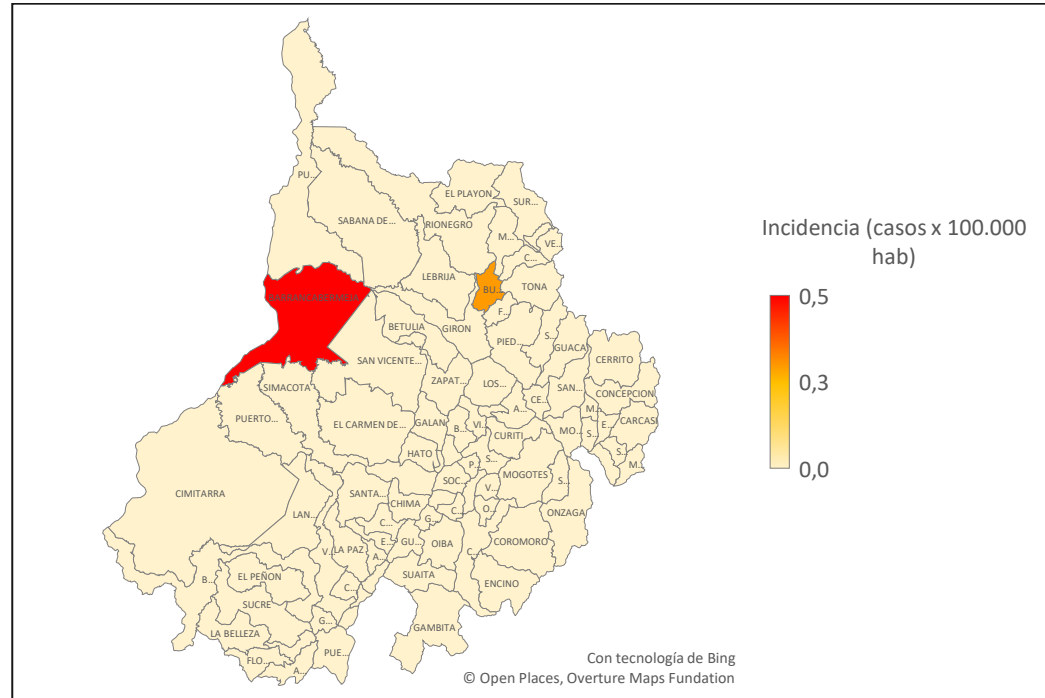 PU...
EL PLAYON
SUR...
SABANA DE...
RIONEGRO
M...
VE...
C...
LEBRIJA
TONA
BU...
BARRANCABERMEJA
F...
BETULIA
GIRON
PIED...
S...
GUACA
SAN VICENTE...
CERRITO
ZAPAT...
LOS...
SAN...
SIMACOTA
CE...
CONCEPCION
PUERTO...
A...
M...
CARCASI
EL CARMEN DE...
GALAN
B...
VI...
CURITI
MO...
S...
E...
HATO
S...
S...
P...
M...
CIMITARRA
SANTA...
SOC...
MOGOTES
S...
CHIMA
V...
LAN...
C...
G...
C...
O...
ONZAGA
V...
LA PAZ
E...
GU...
OIBA
COROMORO
A...
C...
B...
EL PEÑON
SUAITA
ENCINO
C...
SUCRE
G...
GAMBITA
LA BELLEZA
PUE...
FLO...
A...
Incidencia (casos x 100.000
hab)
0,5
0,3
0,0
Con tecnología de Bing
© Open Places, Overture Maps Fundation